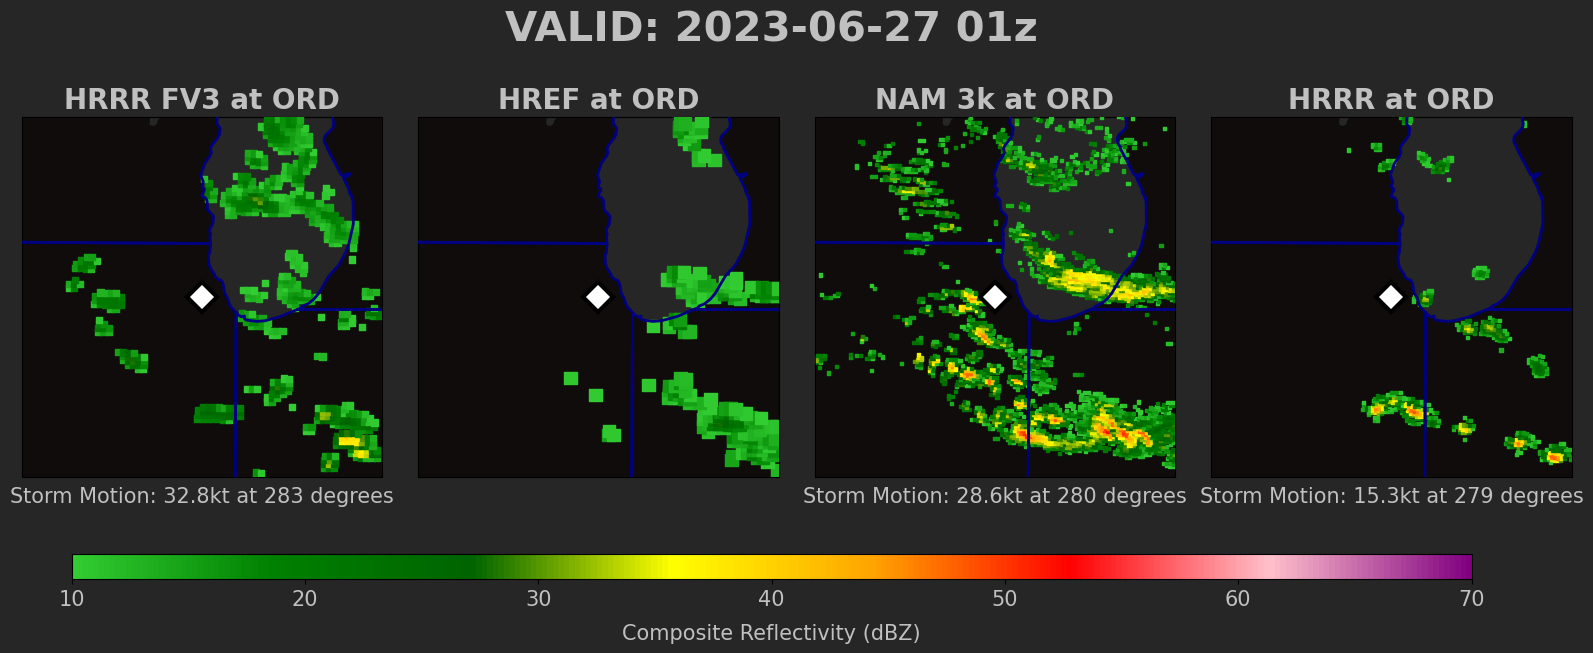 VALID: 2023-06-27 01z
HRRR FV3 at ORD
HREF at ORD
NAM 3k at ORD
HRRR at ORD
Storm Motion: 32.8kt at 283 degrees
Storm Motion: 28.6kt at 280 degrees
Storm Motion: 15.3kt at 279 degrees
10 20 30 40 50 60 70
Composite Reflectivity (dBZ)